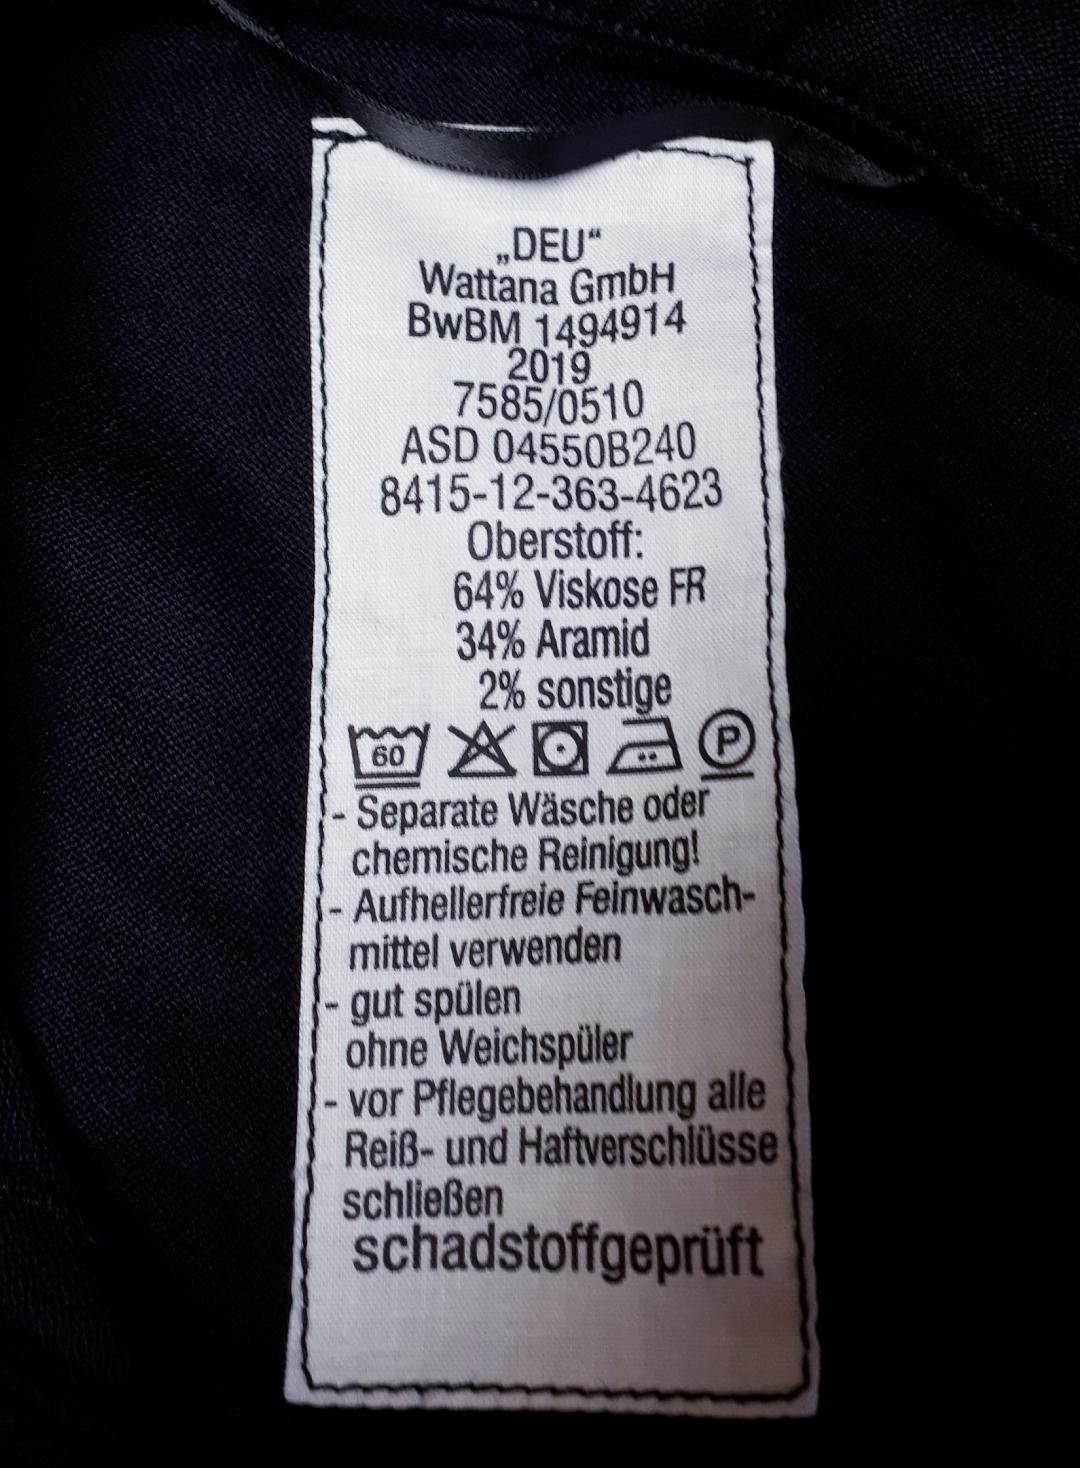 „DEU“
Wattana GmbH
BwBM 1494914
2019
7585/0510
ASD 04550B240
8415-12-363-4623
Oberstoff:
64% Viskose FR
34% Aramid
2% sonstige
60 P
- Separate Wäsche oder
chemische Reinigung!
- Aufhellerfreie Feinwasch-
mittel verwenden
- gut spülen
ohne Weichspüler
- vor Pflegebehandlung alle
Reiß- und Haftverschlüsse
schließen
schadstoffgeprüft